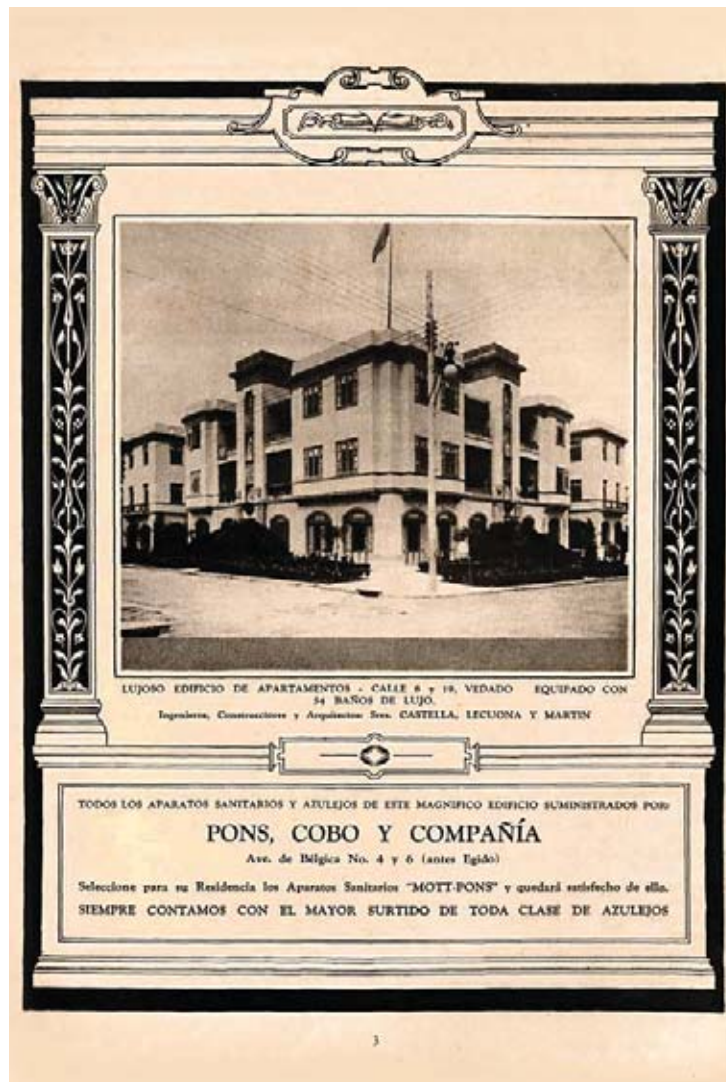 LUJOSO EDIFICIO DE APARTAMENTOS - CALLE 6 y 19, VEDADO EQUIPADO CON
54 BAÑOS DE LUJO.
Ingenieros, Constructores y Arquitectos: Sres. CASTELLA, LECUONA Y MARTIN
TODOS LOS APARATOS SANITARIOS Y AZULEJOS DE ESTE MAGNIFICO EDIFICIO SUMINISTRADOS POR:
PONS, COBO Y COMPAÑÍA
Ave. de Bélgica No. 4 y 6 (antes Egido)
Seleccione para su Residencia los Aparatos Sanitarios "MOTT-PONS" y quedará satisfecho de ello.
SIEMPRE CONTAMOS CON EL MAYOR SURTIDO DE TODA CLASE DE AZULEJOS
3